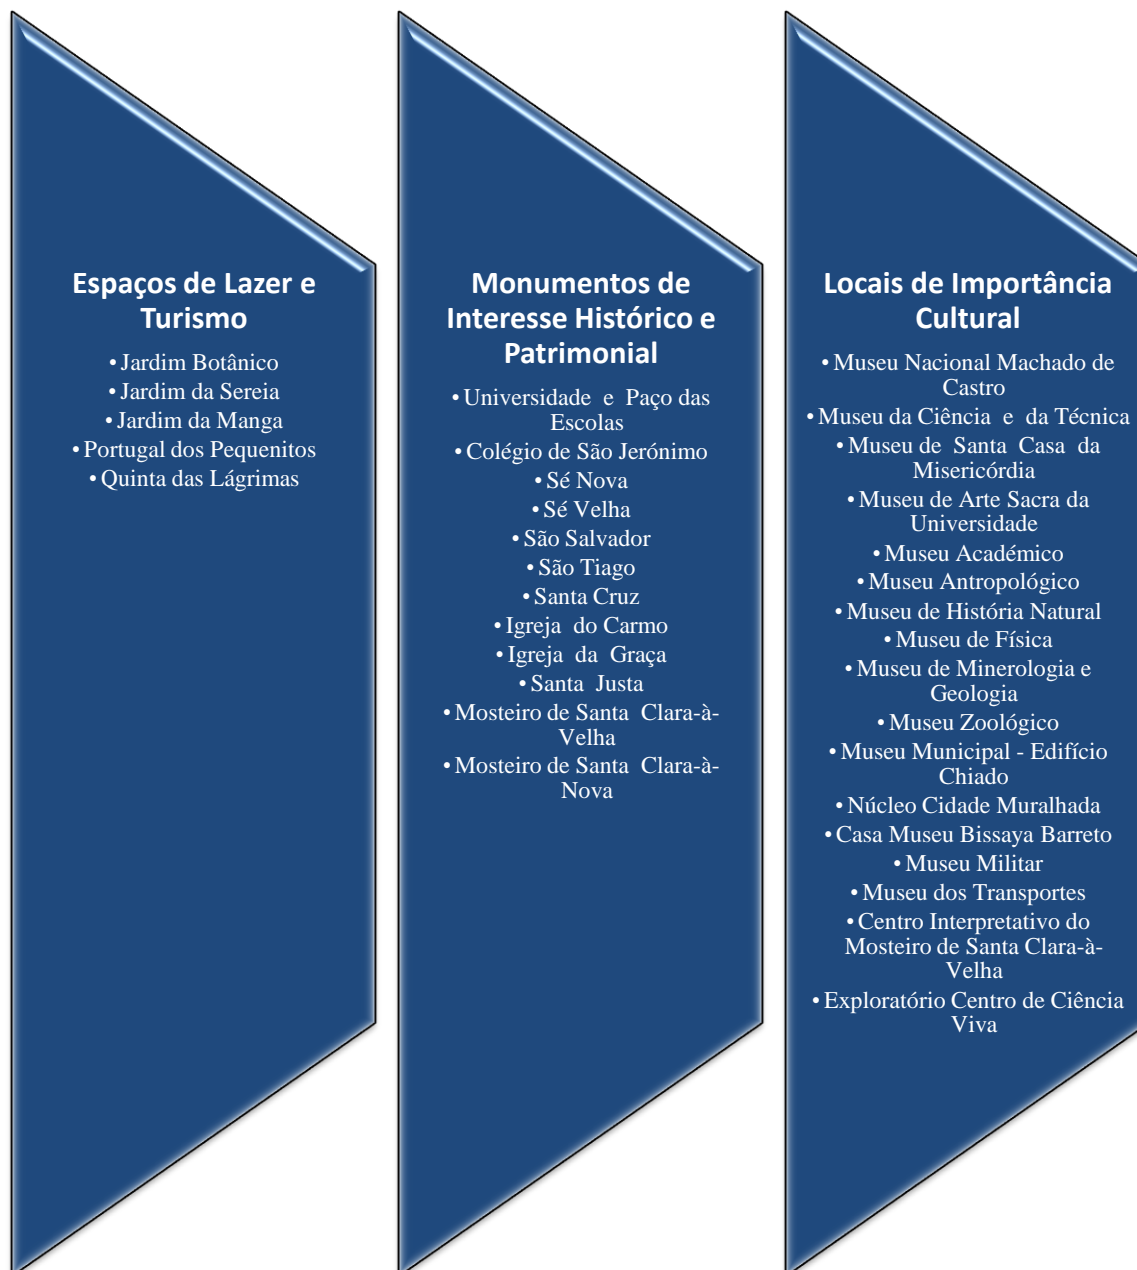 Espaços de Lazer e
Turismo
• Jardim Botânico
• Jardim da Sereia
• Jardim da Manga
• Portugal dos Pequenitos
• Quinta das Lágrimas
Monumentos de
Interesse Histórico e
Patrimonial
• Universidade e Paço das
Escolas
• Colégio de São Jerónimo
• Sé Nova
• Sé Velha
• São Salvador
• São Tiago
• Santa Cruz
• Igreja do Carmo
• Igreja da Graça
• Santa Justa
• Mosteiro de Santa Clara-à-
Velha
• Mosteiro de Santa Clara-à-
Nova
Locais de Importância
Cultural
• Museu Nacional Machado de
Castro
• Museu da Ciência e da Técnica
• Museu de Santa Casa da
Misericórdia
• Museu de Arte Sacra da
Universidade
• Museu Académico
• Museu Antropológico
• Museu de História Natural
• Museu de Física
• Museu de Minerologia e
Geologia
• Museu Zoológico
• Museu Municipal - Edifício
Chiado
• Núcleo Cidade Muralhada
• Casa Museu Bissaya Barreto
• Museu Militar
• Museu dos Transportes
• Centro Interpretativo do
Mosteiro de Santa Clara-à-
Velha
• Exploratório Centro de Ciência
Viva